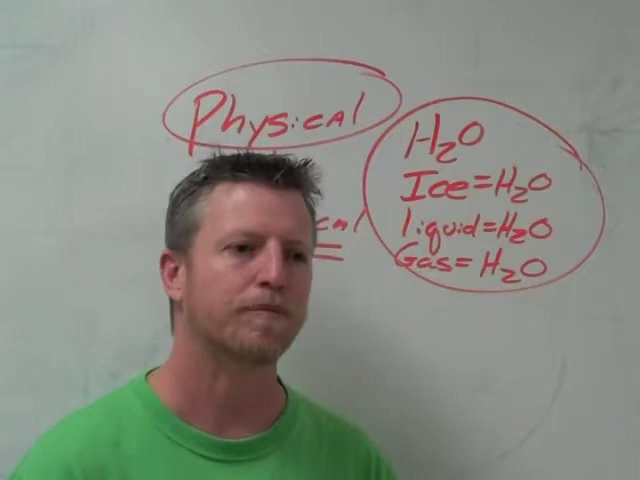 Physical
H₂O
Ice=H₂O
liquid=H₂O
Gas=H₂O